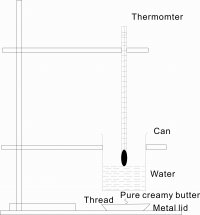 Thermomter
Can
Water
Pure creamy butter
Thread
Metal lid